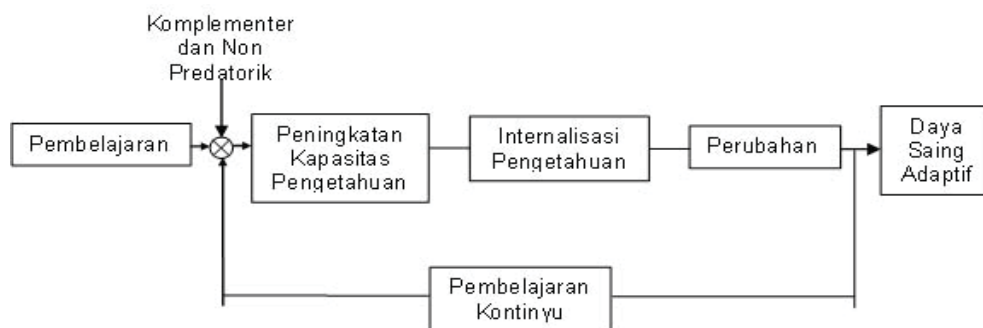 Komplementer
dan Non
Predatorik
Pembelajaran
Peningkatan
Kapasitas
Pengetahuan
Internalisasi
Pengetahuan
Perubahan
Daya
Saing
Adaptif
Pembelajaran
Kontinyu